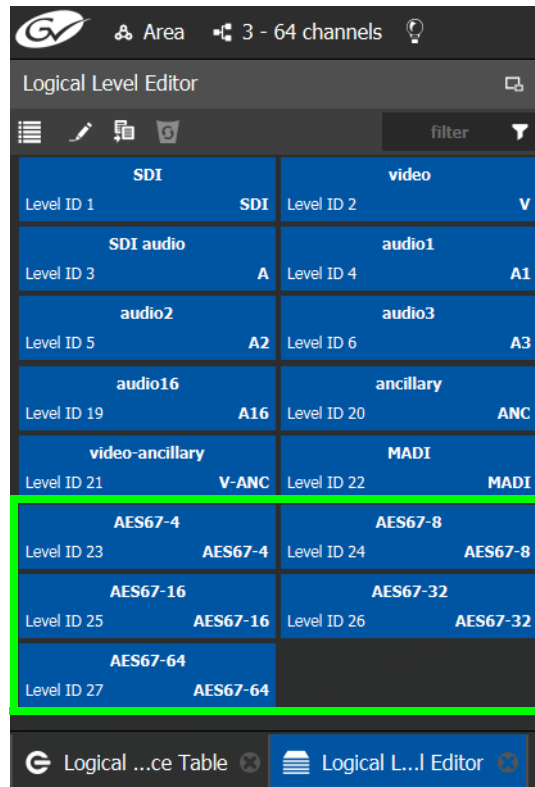 GV Area 3 - 64 channels
Logical Level Editor
filter
SDI video
Level ID 1 SDI Level ID 2 V
SDI audio audio1
Level ID 3 A Level ID 4 A1
audio2 audio3
Level ID 5 A2 Level ID 6 A3
audio16 ancillary
Level ID 19 A16 Level ID 20 ANC
video-ancillary MADI
Level ID 21 V-ANC Level ID 22 MADI
AES67-4 AES67-8
Level ID 23 AES67-4 Level ID 24 AES67-8
AES67-16 AES67-32
Level ID 25 AES67-16 Level ID 26 AES67-32
AES67-64
Level ID 27 AES67-64
Logical ...ce Table Logical L...l Editor